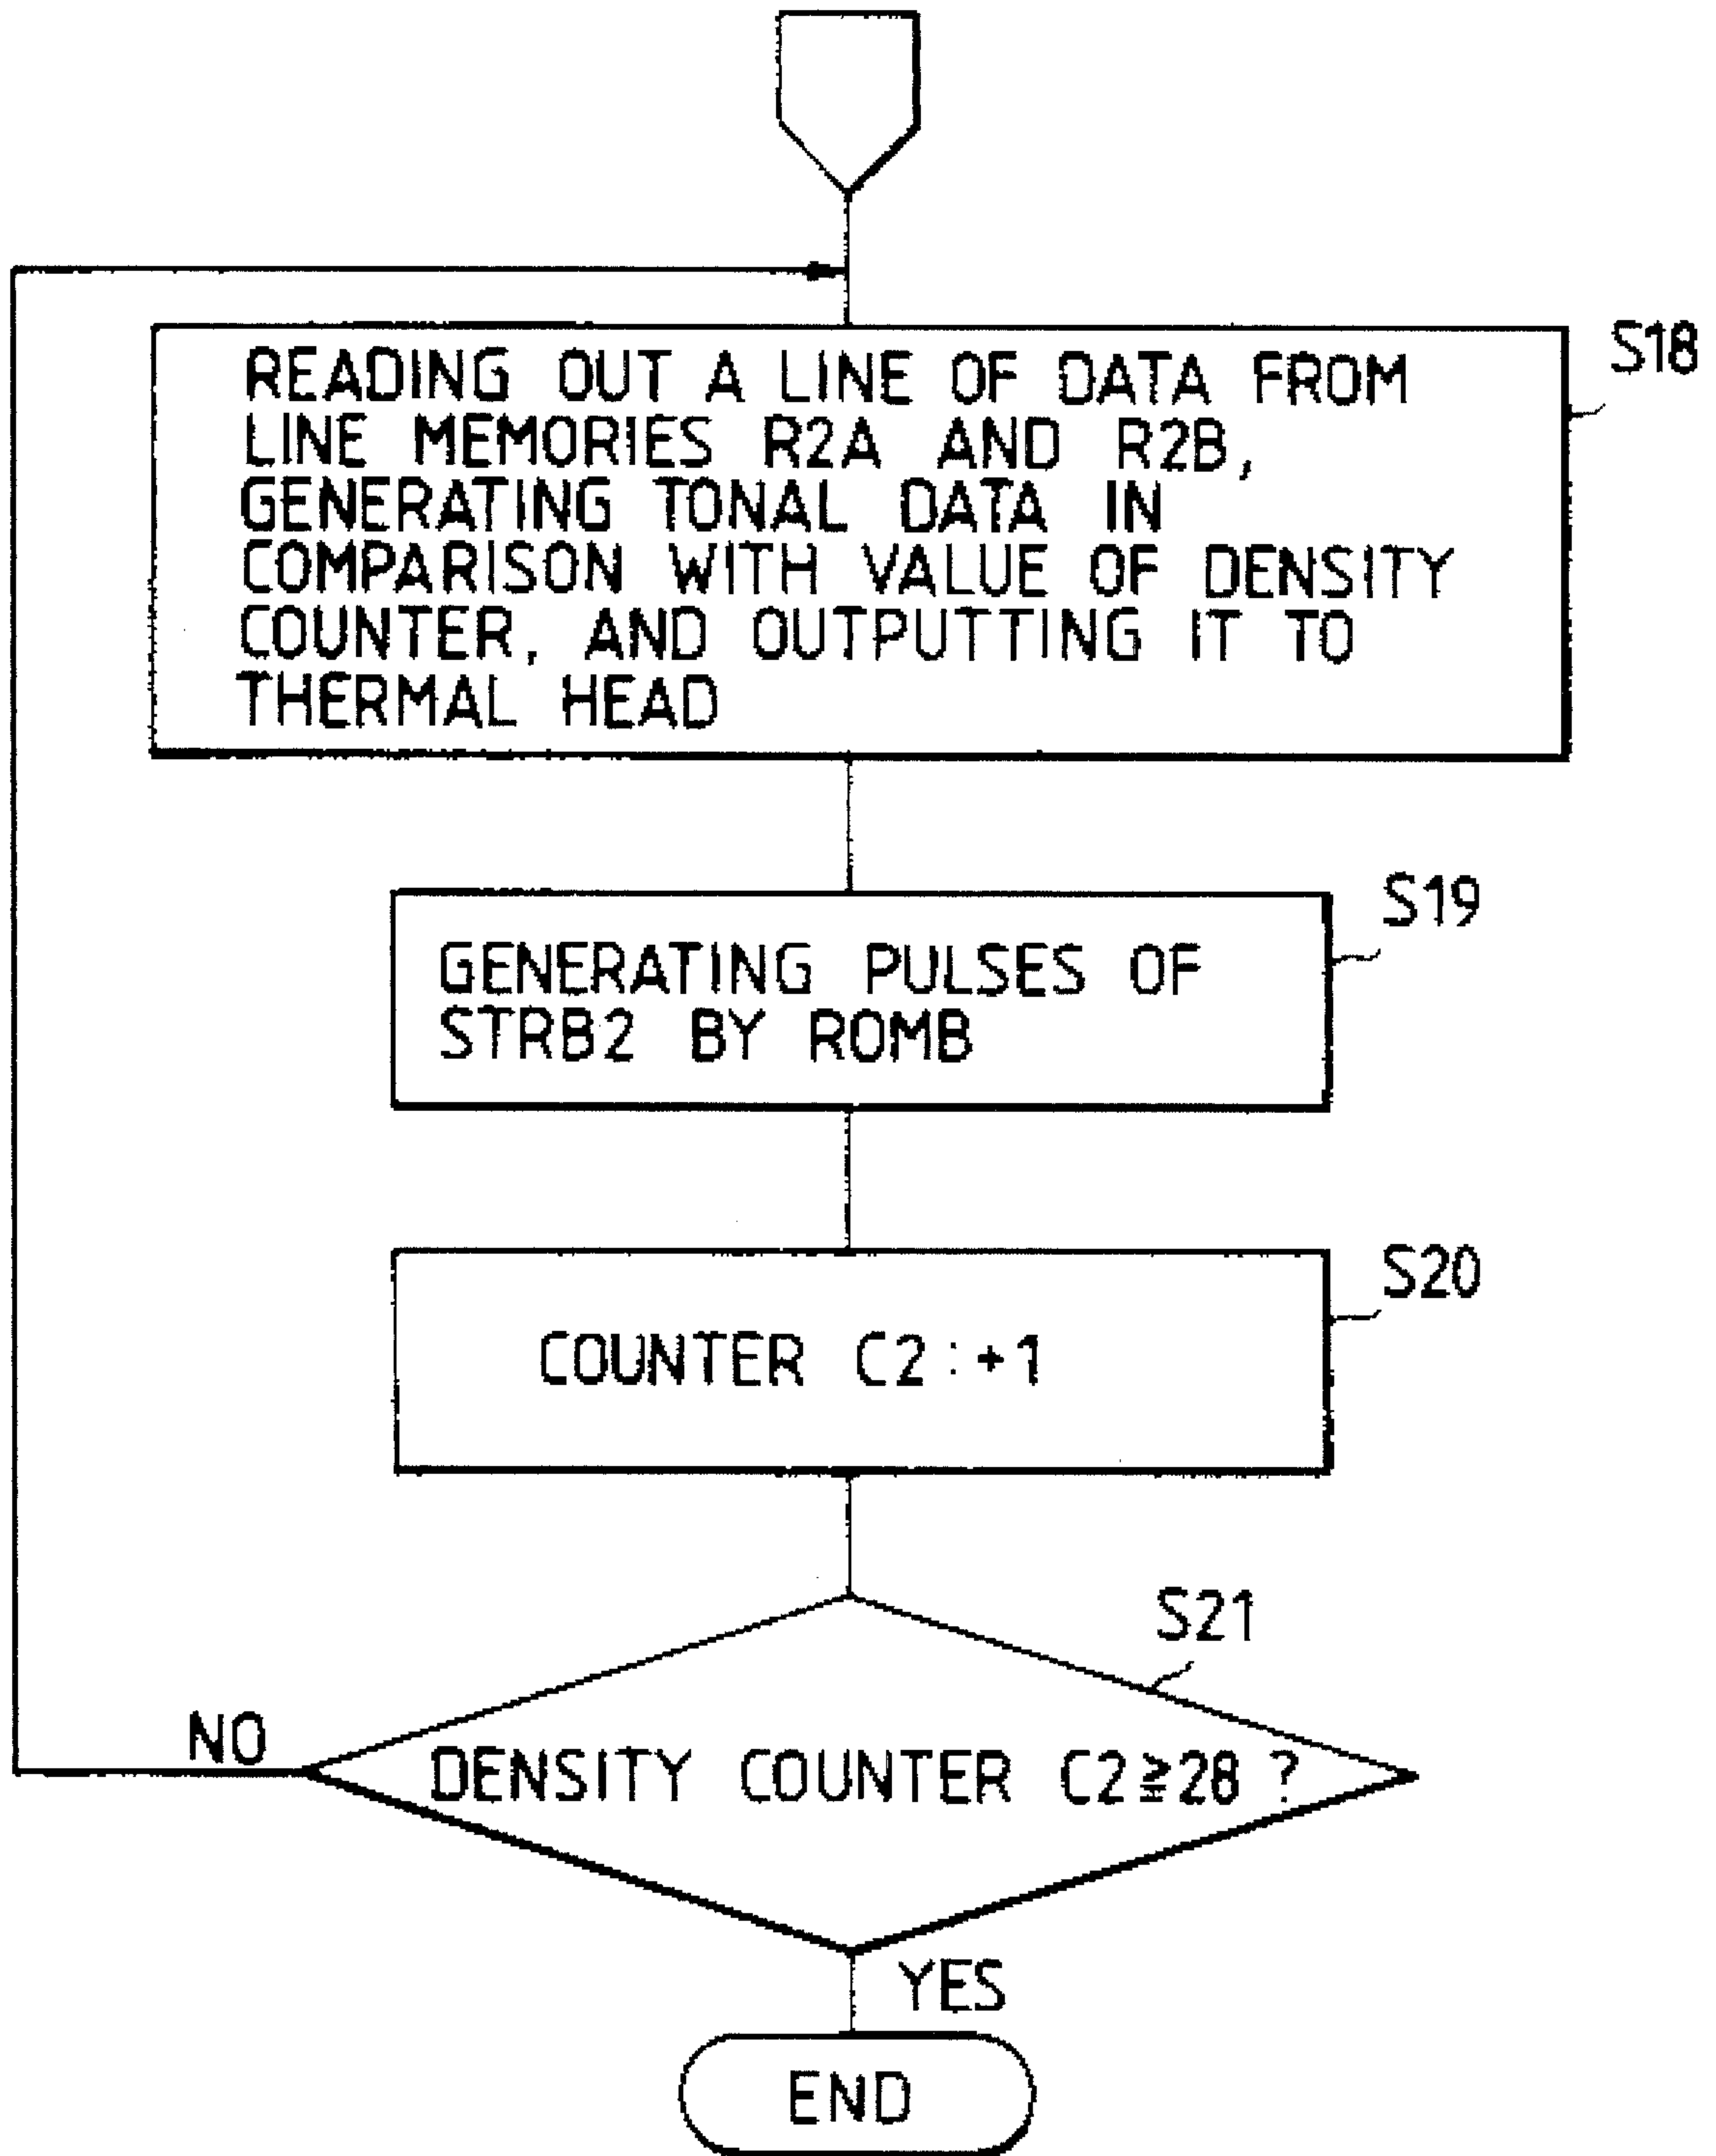 S18
READING OUT A LINE OF DATA FROM
LINE MEMORIES R2A AND R2B,
GENERATING TONAL DATA IN
COMPARISON WITH VALUE OF DENSITY
COUNTER, AND OUTPUTTING IT TO
THERMAL HEAD
S19
GENERATING PULSES OF
STRB2 BY ROMB
S20
COUNTER C2:+1
S21
NO
DENSITY COUNTER C2≧28?
YES
END